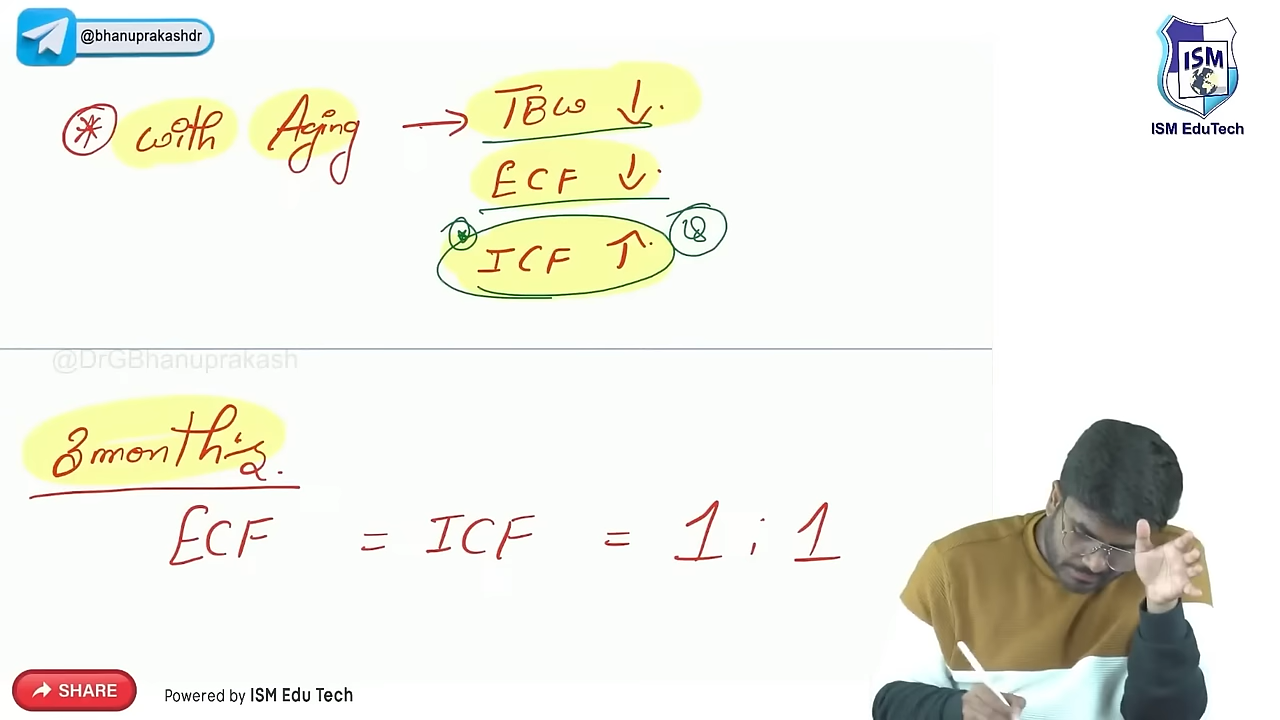 @bhanuprakashdr
ISM
ISM EduTech
with Aging → TBW ↓.
ECF ↓.
ICF ↑.
@DrGBhanuprakash
3 months.
ECF = ICF = 1 : 1
SHARE
Powered by ISM Edu Tech